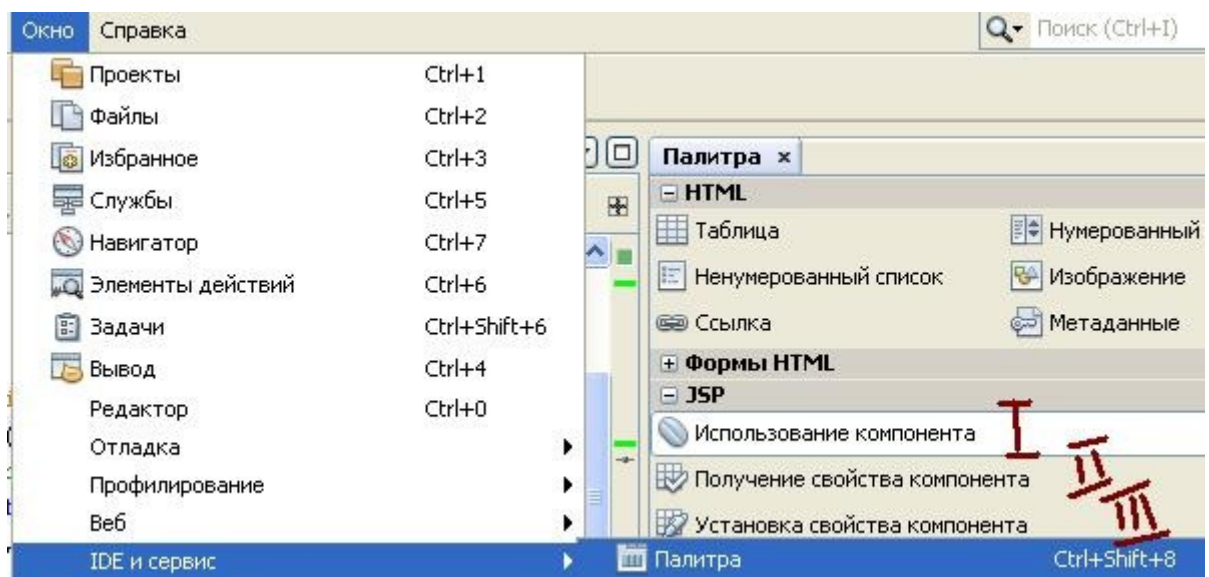 Окно Справка
Поиск (Ctrl+I)
Проекты Ctrl+1
Файлы Ctrl+2
Избранное Ctrl+3
Службы Ctrl+5
Навигатор Ctrl+7
Элементы действий Ctrl+6
Задачи Ctrl+Shift+6
Вывод Ctrl+4
Редактор Ctrl+0
Отладка
Профилирование
Веб
IDE и сервис
Палитра
HTML
Таблица Нумерованный
Ненумерованный список Изображение
Ссылка Метаданные
Формы HTML
JSP
Использование компонента I
Получение свойства компонента II
Установка свойства компонента III
Палитра Ctrl+Shift+8